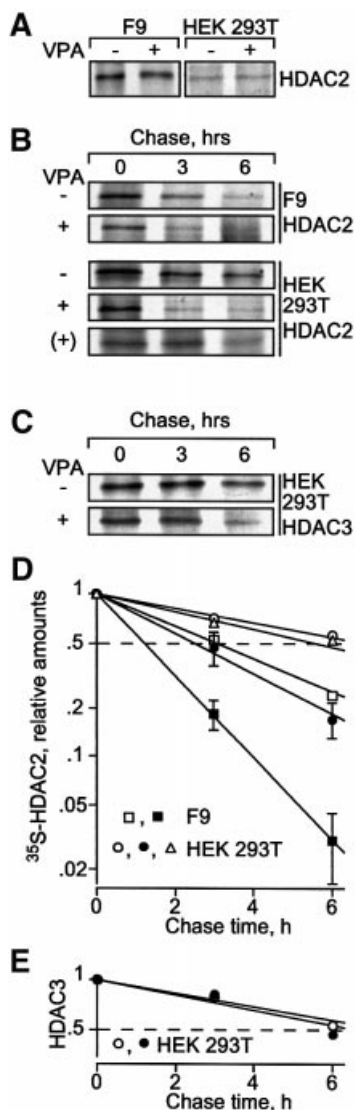 A
F9 HEK 293T
VPA - + - +
HDAC2
B
Chase, hrs
VPA 0 3 6
- F9
+ HDAC2
- HEK
+ 293T
(+) HDAC2
C
Chase, hrs
VPA 0 3 6
- HEK
293T
+ HDAC3
D
³⁵S-HDAC2, relative amounts
1
.5
.2
.1
0.05
.02
□, ■ F9
○, ●, △ HEK 293T
0 2 4 6
Chase time, h
E
HDAC3
1
.5
○, ● HEK 293T
0 2 4 6
Chase time, h